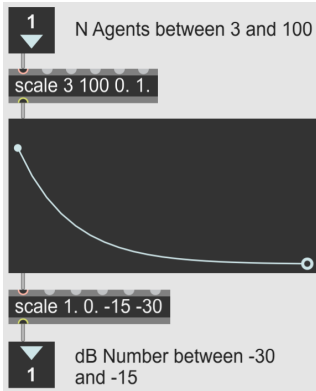 1
N Agents between 3 and 100
scale 3 100 0. 1.
scale 1. 0. -15 -30
1
dB Number between -30
and -15